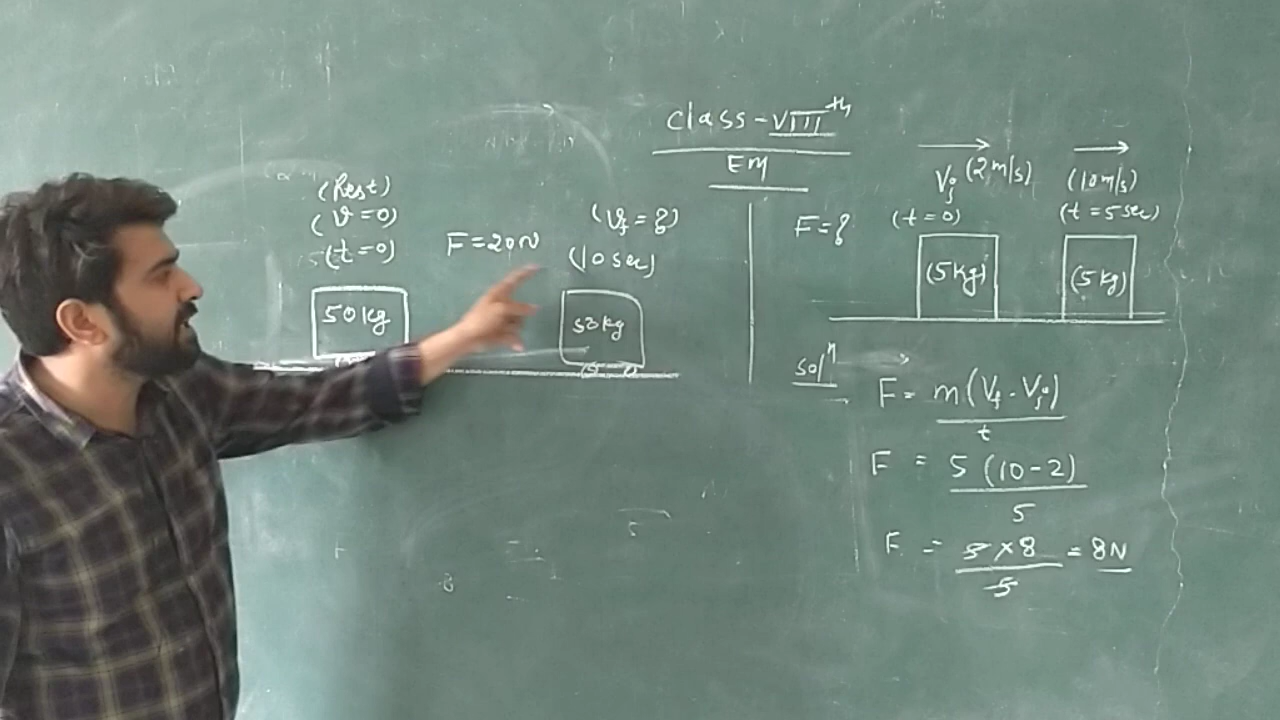 Class - VIIIth
EM
(Rest)
(V = 0)
(t = 0)
50 kg
F = 20N
(Vf = ?)
(10 sec)
50 kg
F = ?
Vi (2 m/s)
(t = 0)
(5 kg)
(10 m/s)
(t = 5 sec)
(5 kg)
solⁿ
F = m (Vf - Vi)
t
F = 5 (10 - 2)
5
F = 5 × 8 = 8N
5